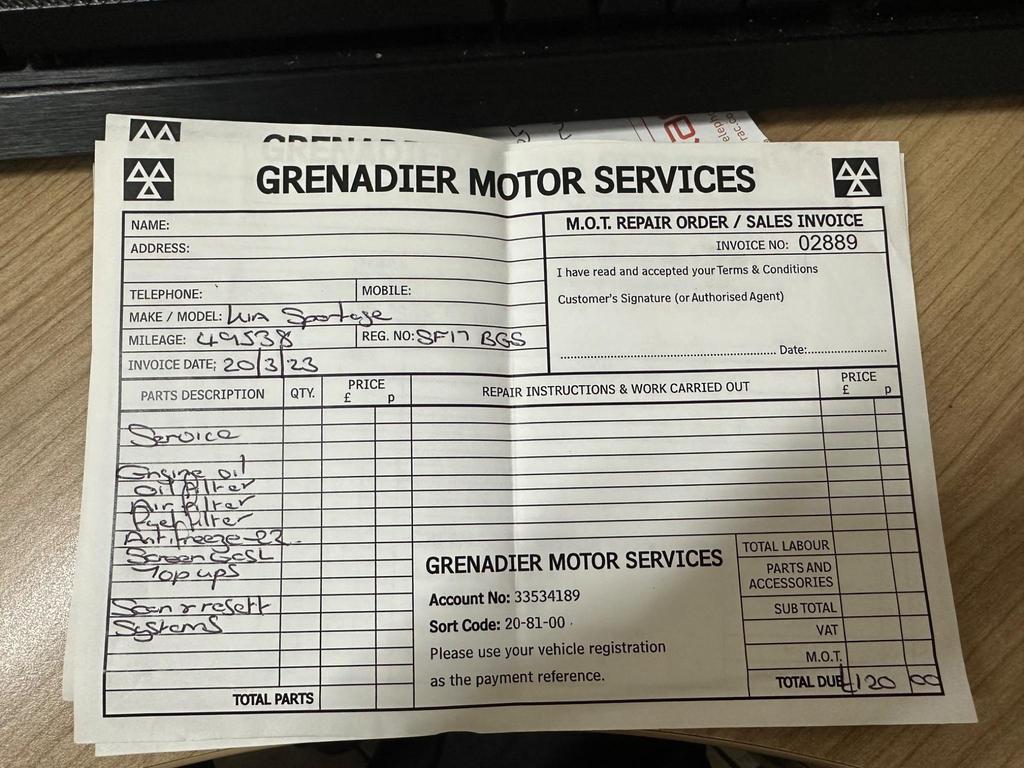 GRENADIER MOTOR SERVICES
NAME:
ADDRESS:
TELEPHONE: MOBILE:
MAKE / MODEL: Kia Sportage
MILEAGE: 49538 REG. NO: SF17 BGS
INVOICE DATE; 20/3/23
M.O.T. REPAIR ORDER / SALES INVOICE
INVOICE NO: 02889
I have read and accepted your Terms & Conditions
Customer's Signature (or Authorised Agent)
Date:
PARTS DESCRIPTION QTY. PRICE £ p REPAIR INSTRUCTIONS & WORK CARRIED OUT PRICE £ p
Service
Engine oil
Oil filter
Air filter
Antifreeze
Screen
Top ups
Scan & resett
Systems
TOTAL PARTS
GRENADIER MOTOR SERVICES
Account No: 33534189
Sort Code: 20-81-00
Please use your vehicle registration
as the payment reference.
TOTAL LABOUR
PARTS AND
ACCESSORIES
SUB TOTAL
VAT
M.O.T.
TOTAL DUE £120 00